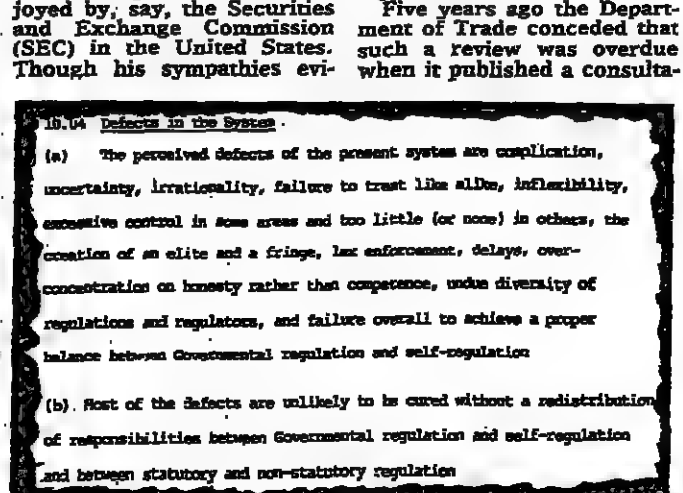 joyed by, say, the Securities
and Exchange Commission
(SEC) in the United States.
Though his sympathies evi-
Five years ago the Depart-
ment of Trade conceded that
such a review was overdue
when it published a consulta-
10.04 Defects in the System.
(a) The perceived defects of the present system are complication,
uncertainty, irrationality, failure to treat like alike, inflexibility,
excessive control in some areas and too little (or none) in others, the
creation of an elite and a fringe, lax enforcement, delays, over-
concentration on honesty rather than competence, undue diversity of
regulations and regulators, and failure overall to achieve a proper
balance between Governmental regulation and self-regulation
(b). Most of the defects are unlikely to be cured without a redistribution
of responsibilities between Governmental regulation and self-regulation
and between statutory and non-statutory regulation